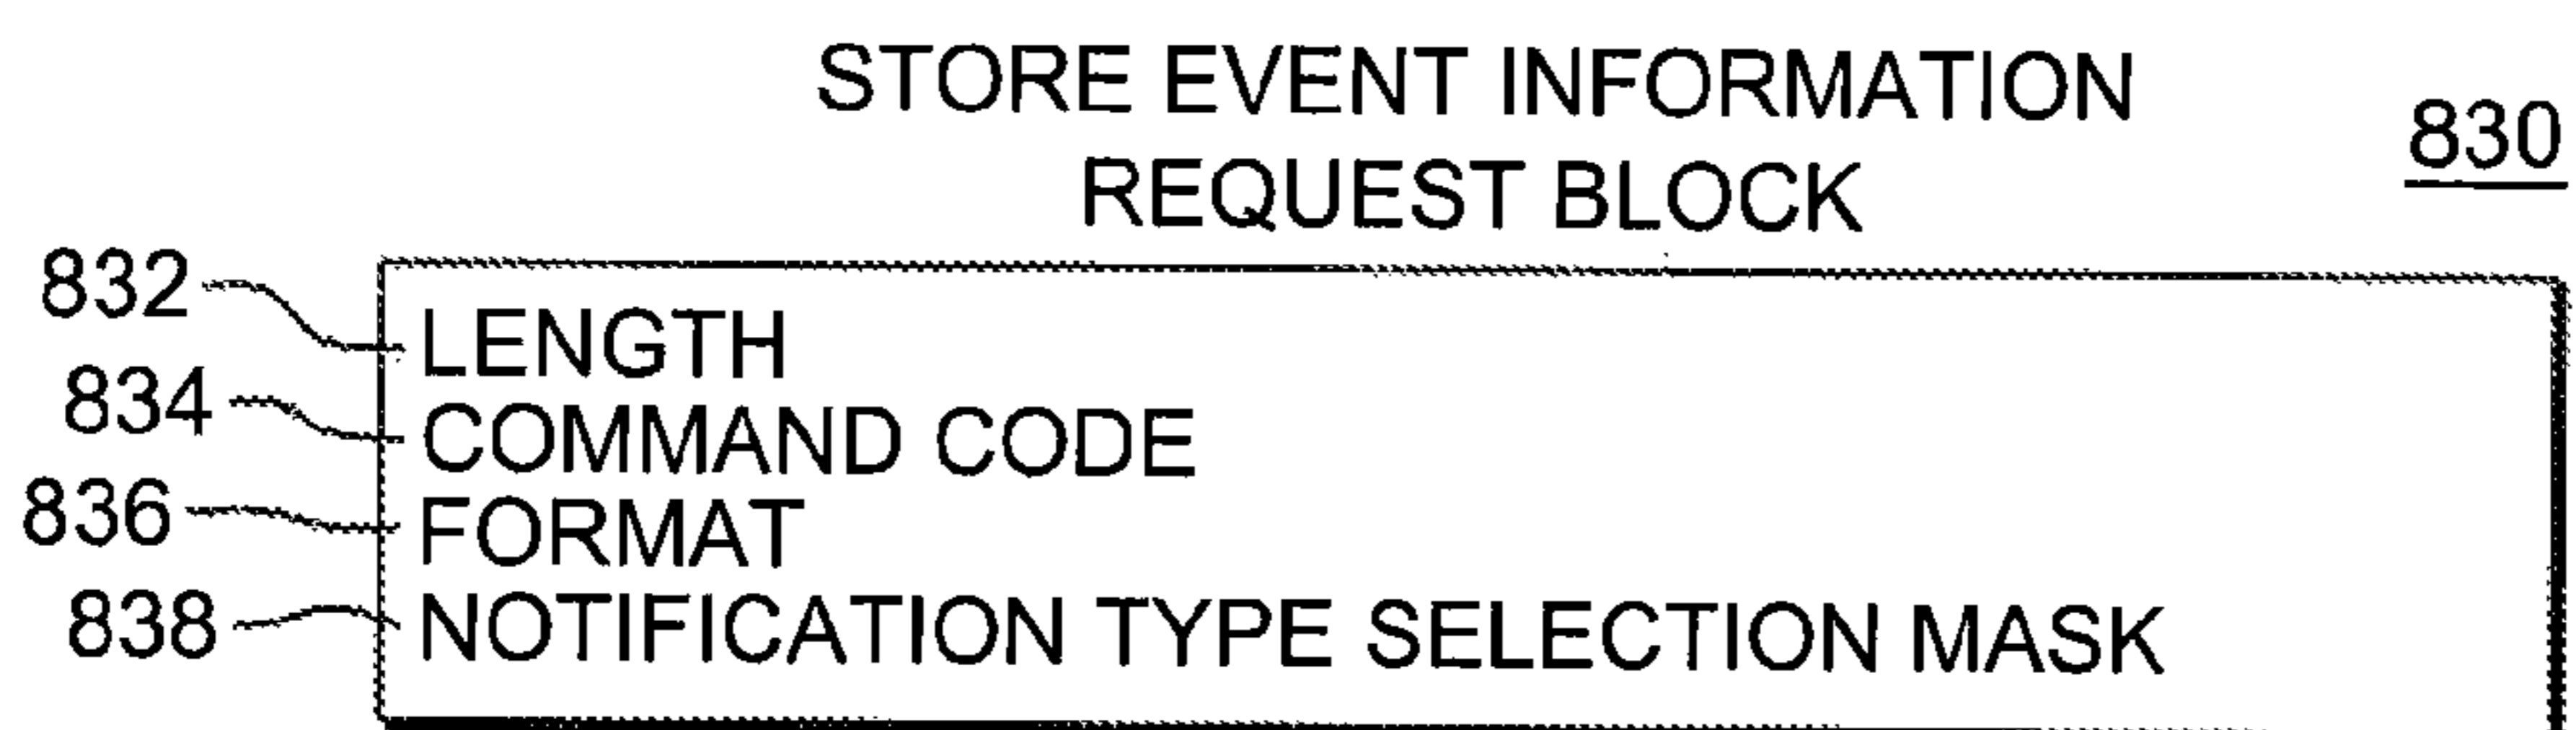 STORE EVENT INFORMATION
REQUEST BLOCK
830
832 LENGTH
834 COMMAND CODE
836 FORMAT
838 NOTIFICATION TYPE SELECTION MASK